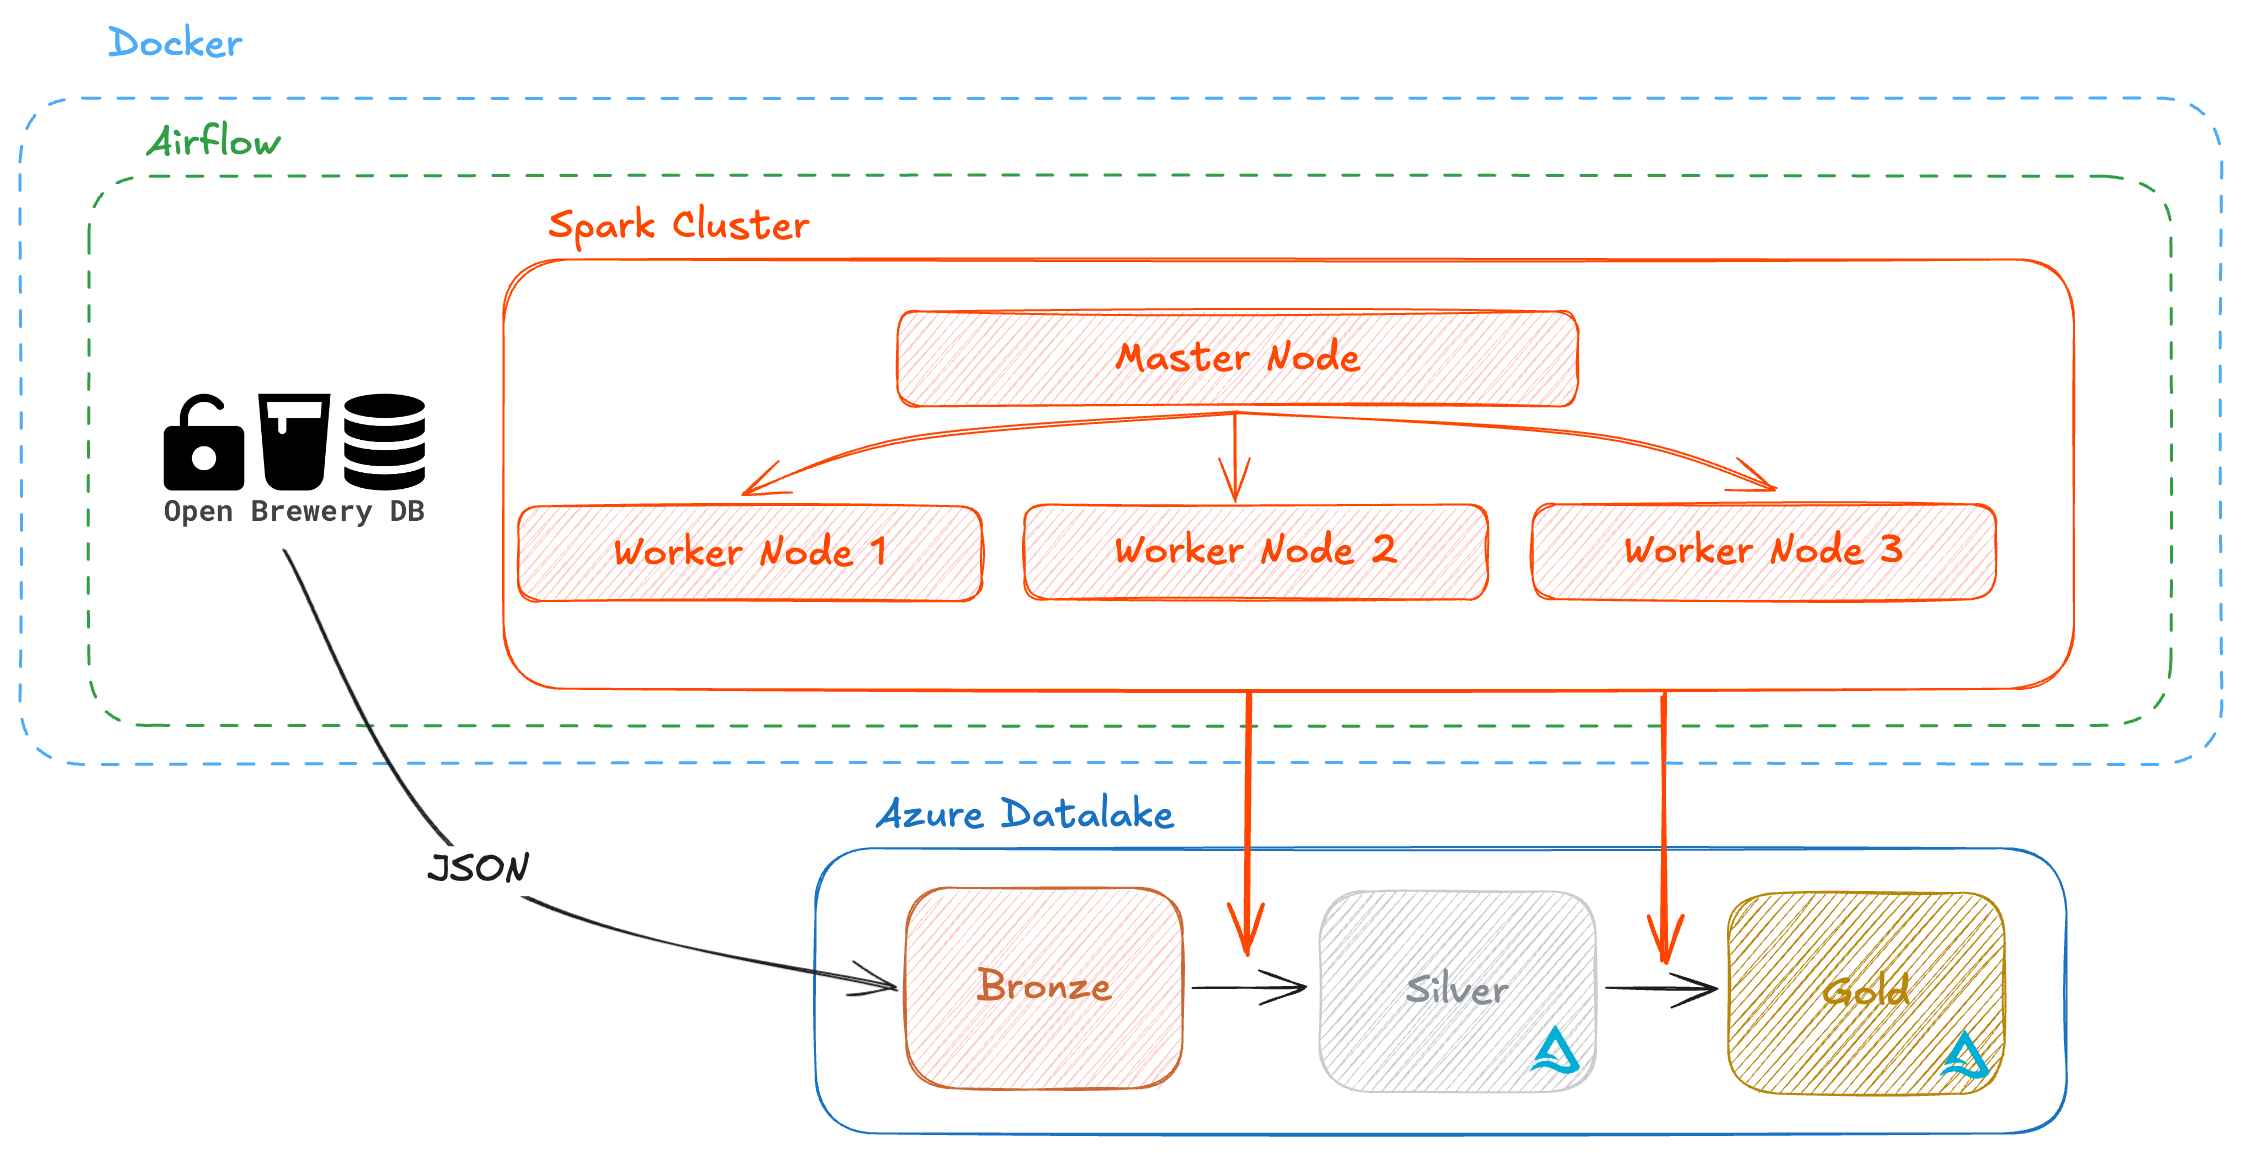 Docker
Airflow
Spark Cluster
Master Node
Open Brewery DB
Worker Node 1
Worker Node 2
Worker Node 3
Azure Datalake
JSON
Bronze
Silver
Gold